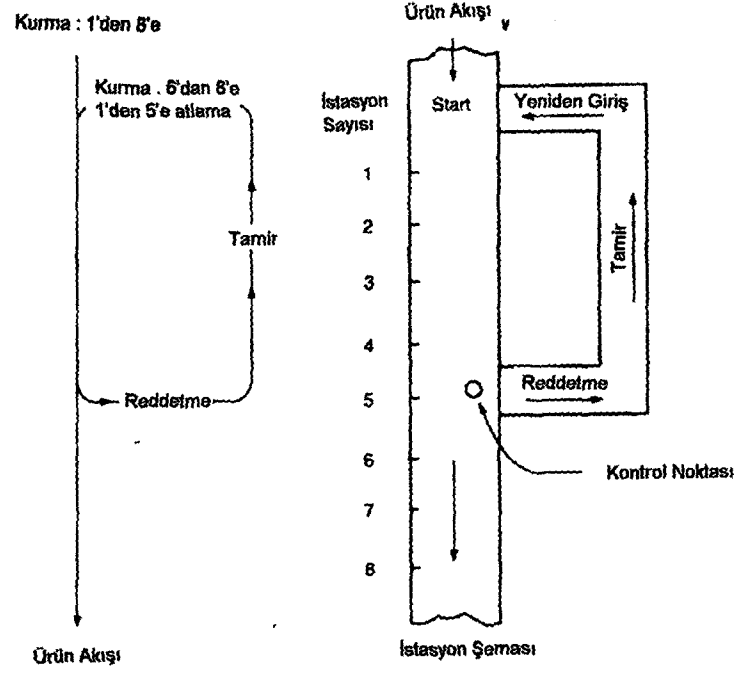 Kurma : 1'den 8'e
Kurma . 6'dan 8'e
1'den 5'e atlama
Tamir
Reddetme
Ürün Akışı
Ürün Akışı
İstasyon
Sayısı
Start
Yeniden Giriş
1
2
3
4
5
6
7
8
Tamir
Reddetme
Kontrol Noktası
İstasyon Şeması